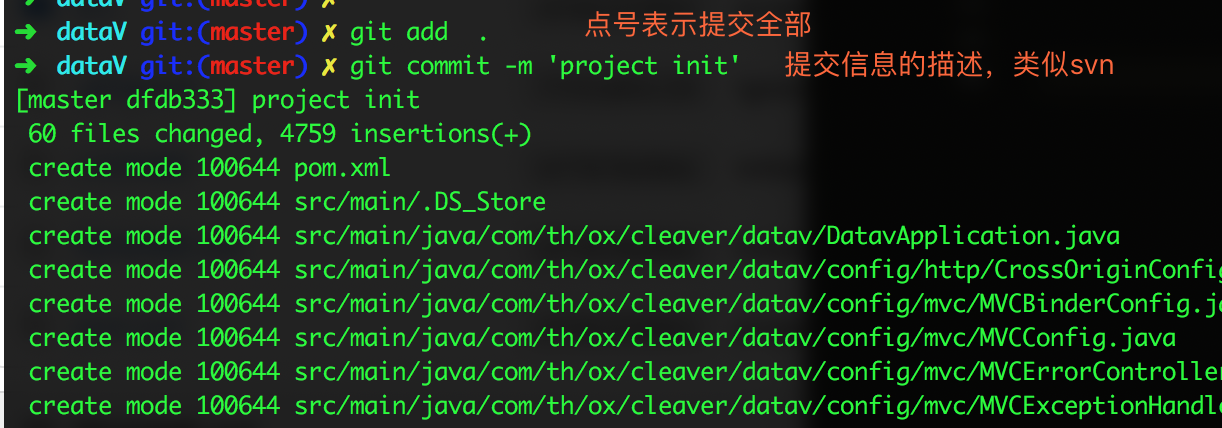 ➜ dataV git:(master) ✗
➜ dataV git:(master) ✗ git add . 点号表示提交全部
➜ dataV git:(master) ✗ git commit -m 'project init' 提交信息的描述，类似svn
[master dfdb333] project init
60 files changed, 4759 insertions(+)
create mode 100644 pom.xml
create mode 100644 src/main/.DS_Store
create mode 100644 src/main/java/com/th/ox/cleaver/datav/DatavApplication.java
create mode 100644 src/main/java/com/th/ox/cleaver/datav/config/http/CrossOriginConfig
create mode 100644 src/main/java/com/th/ox/cleaver/datav/config/mvc/MVCBinderConfig.j
create mode 100644 src/main/java/com/th/ox/cleaver/datav/config/mvc/MVCConfig.java
create mode 100644 src/main/java/com/th/ox/cleaver/datav/config/mvc/MVCErrorController
create mode 100644 src/main/java/com/th/ox/cleaver/datav/config/mvc/MVCExceptionHandl